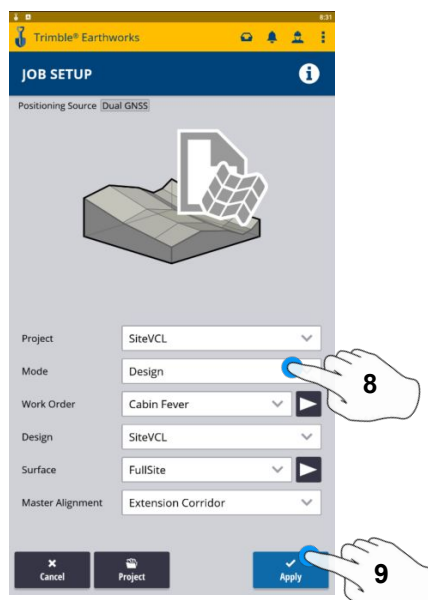 8:31
Trimble® Earthworks
JOB SETUP
Positioning Source Dual GNSS
Project SiteVCL
Mode Design
8
Work Order Cabin Fever
Design SiteVCL
Surface FullSite
Master Alignment Extension Corridor
Cancel Project Apply
9